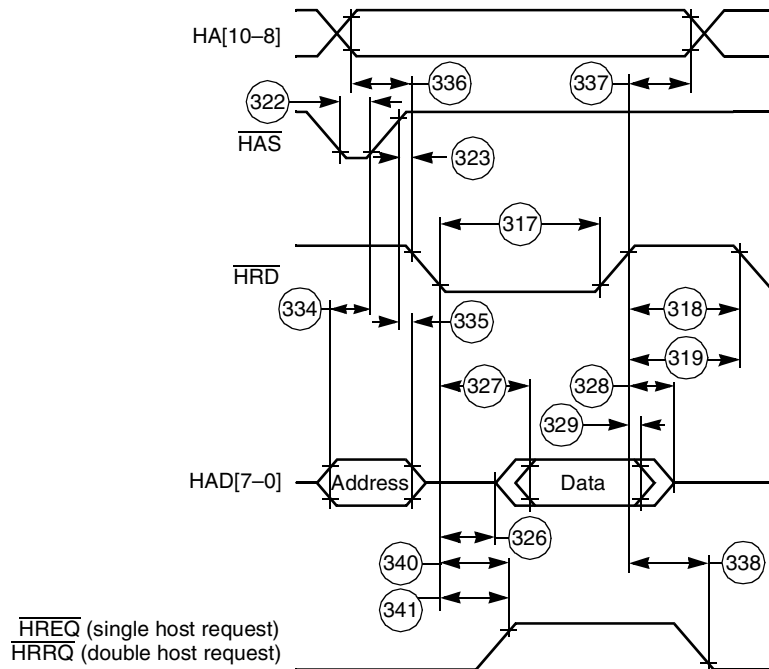 HA[10–8]
336
337
322
HAS
323
317
HRD
334
335
318
319
327
328
329
HAD[7–0]
Address
Data
326
340
338
341
HREQ (single host request)
HRRQ (double host request)